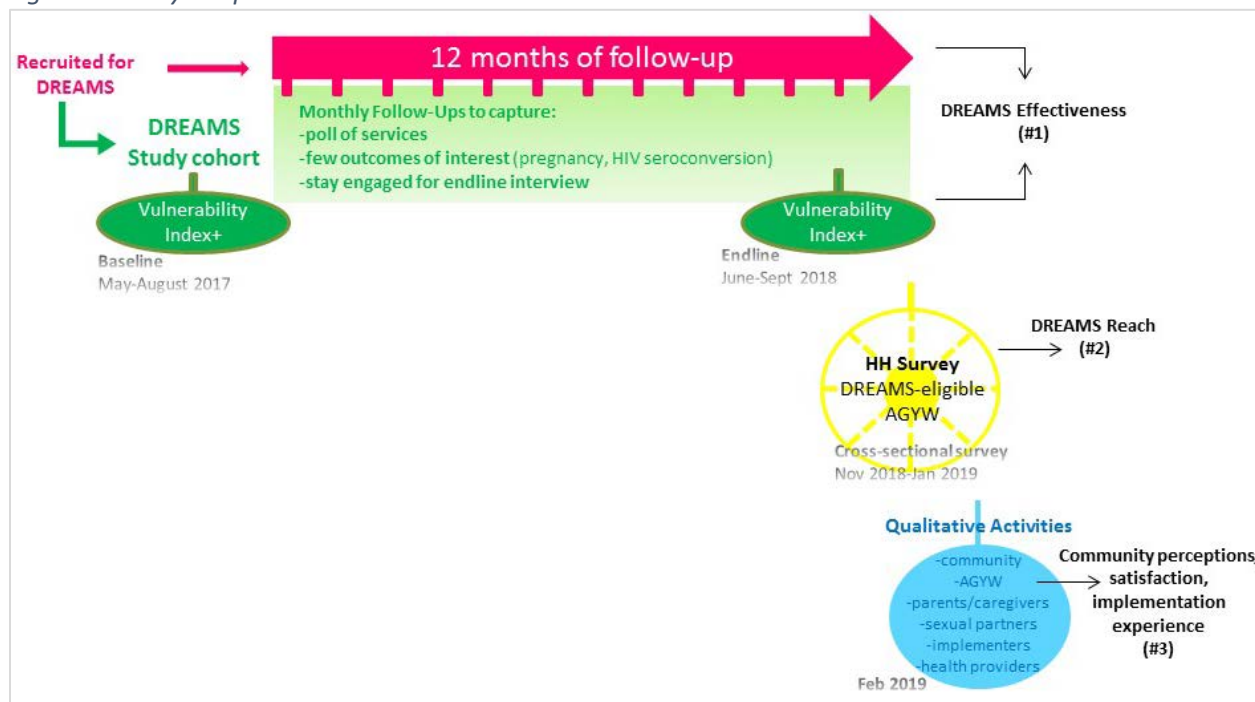 Recruited for
DREAMS
12 months of follow-up
DREAMS
Study cohort
Monthly Follow-Ups to capture:
-poll of services
-few outcomes of interest (pregnancy, HIV seroconversion)
-stay engaged for endline interview
DREAMS Effectiveness
(#1)
Vulnerability
Index+
Baseline
May-August 2017
Vulnerability
Index+
Endline
June-Sept 2018
HH Survey
DREAMS-eligible
AGYW
Cross-sectional survey
Nov 2018-Jan 2019
DREAMS Reach
(#2)
Qualitative Activities
-community
-AGYW
-parents/caregivers
-sexual partners
-implementers
-health providers
Feb 2019
Community perceptions,
satisfaction,
implementation
experience
(#3)